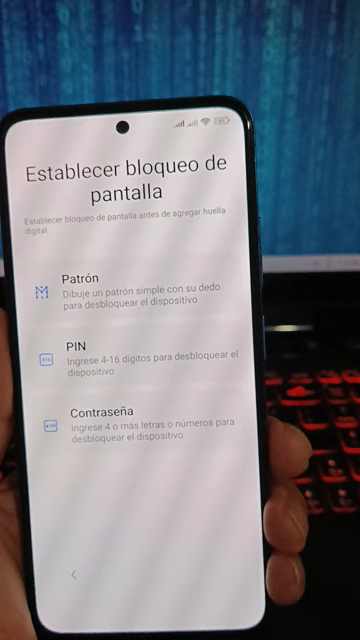 Establecer bloqueo de
pantalla
Establecer bloqueo de pantalla antes de agregar huella
digital
Patrón
Dibuje un patrón simple con su dedo
para desbloquear el dispositivo
PIN
Ingrese 4-16 dígitos para desbloquear el
dispositivo
Contraseña
Ingrese 4 o más letras o números para
desbloquear el dispositivo